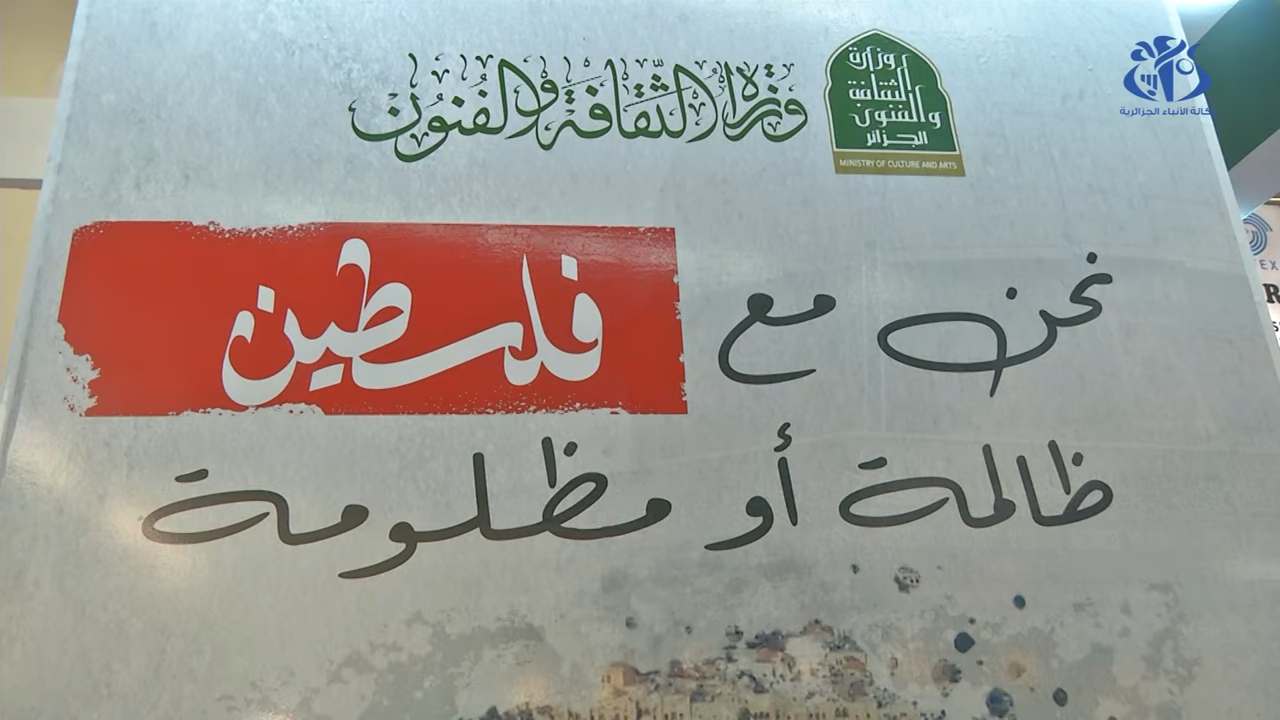 وزارة الثقافة والفنون
وزارة
الثقافة
والفنون
الجزائر
MINISTRY OF CULTURE AND ARTS
وكالة الأنباء الجزائرية
نحن مع فلسطين
ظالمة أو مظلومة
EX
R